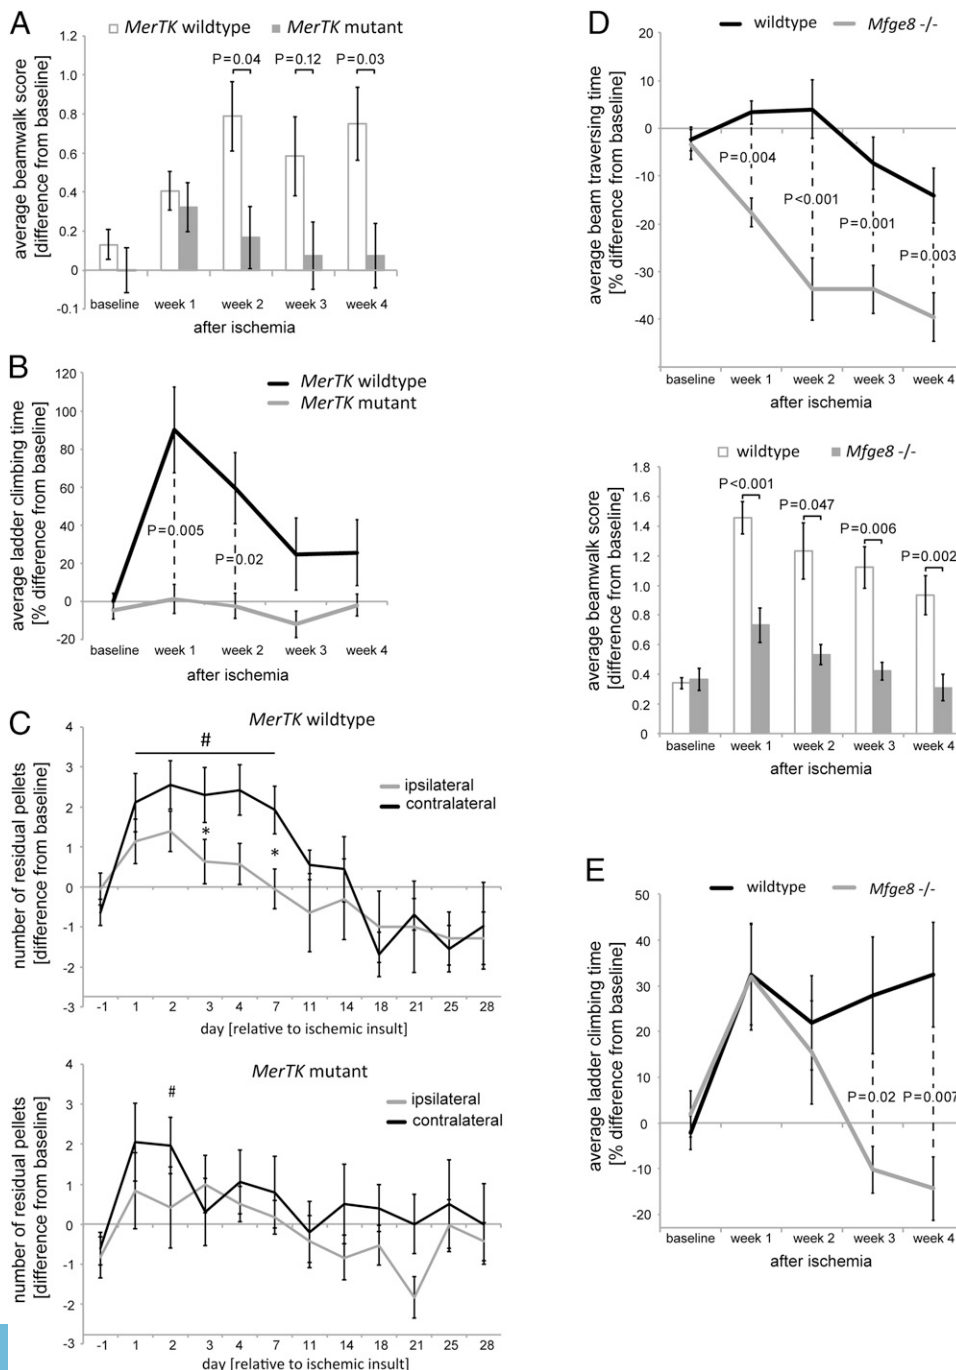 A
MerTK wildtype MerTK mutant
average beamwalk score
[difference from baseline]
1.2
1.0
0.8
0.6
0.4
0.2
0
-0.1
P=0.04 P=0.12 P=0.03
baseline week 1 week 2 week 3 week 4
after ischemia
B
MerTK wildtype
MerTK mutant
average ladder climbing time
[% difference from baseline]
120
100
80
60
40
20
0
-20
P=0.005
P=0.02
baseline week 1 week 2 week 3 week 4
after ischemia
C
MerTK wildtype
number of residual pellets
[difference from baseline]
4
3
2
1
0
-1
-2
-3
#
*
*
ipsilateral
contralateral
-1 1 2 3 4 7 11 14 18 21 25 28
day [relative to ischemic insult]
MerTK mutant
number of residual pellets
[difference from baseline]
4
3
2
1
0
-1
-2
-3
#
ipsilateral
contralateral
-1 1 2 3 4 7 11 14 18 21 25 28
day [relative to ischemic insult]
D
wildtype Mfge8 -/-
average beam traversing time
[% difference from baseline]
20
10
0
-10
-20
-30
-40
P=0.004
P<0.001
P=0.001
P=0.003
baseline week 1 week 2 week 3 week 4
after ischemia
wildtype Mfge8 -/-
average beamwalk score
[difference from baseline]
1.8
1.6
1.4
1.2
1.0
0.8
0.6
0.4
0.2
0
P<0.001
P=0.047
P=0.006
P=0.002
baseline week 1 week 2 week 3 week 4
after ischemia
E
wildtype Mfge8 -/-
average ladder climbing time
[% difference from baseline]
50
40
30
20
10
0
-10
-20
P=0.02 P=0.007
baseline week 1 week 2 week 3 week 4
after ischemia